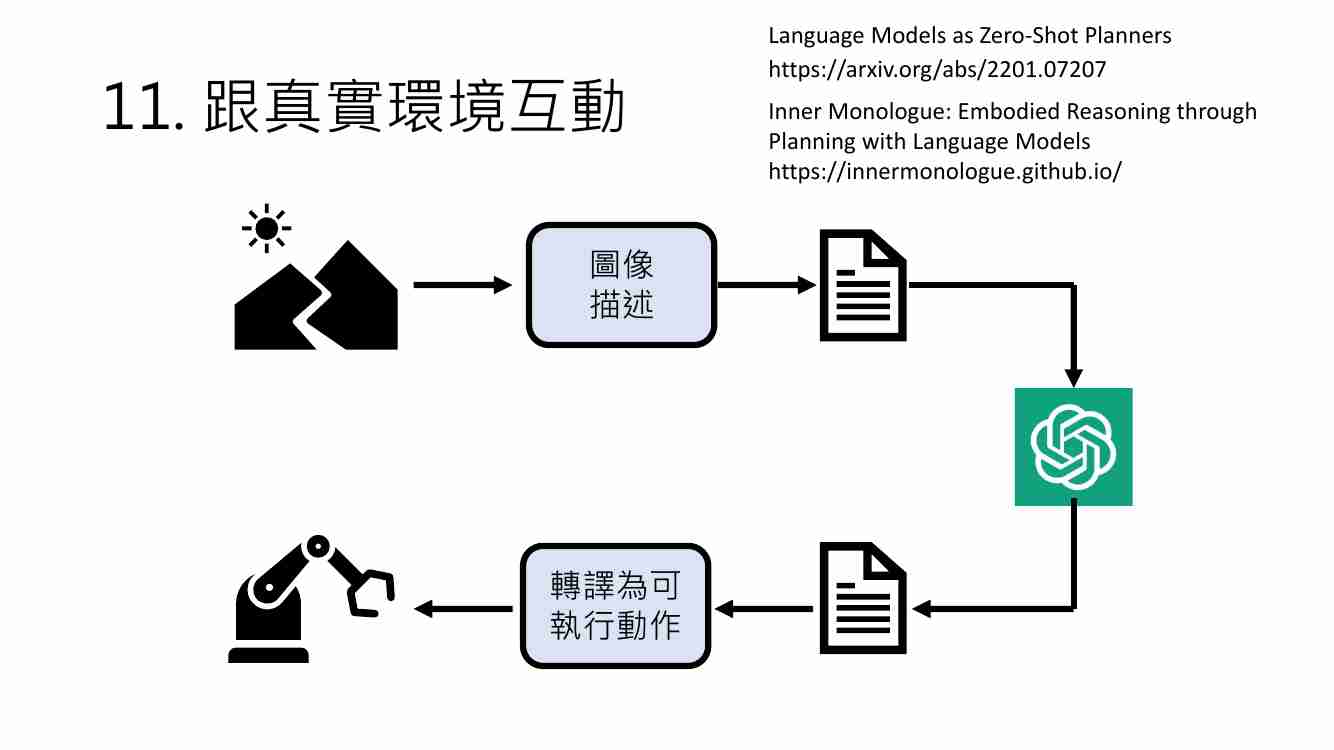 11. 跟真實環境互動
Language Models as Zero-Shot Planners
https://arxiv.org/abs/2201.07207
Inner Monologue: Embodied Reasoning through
Planning with Language Models
https://innermonologue.github.io/
圖像
描述
轉譯為可
執行動作